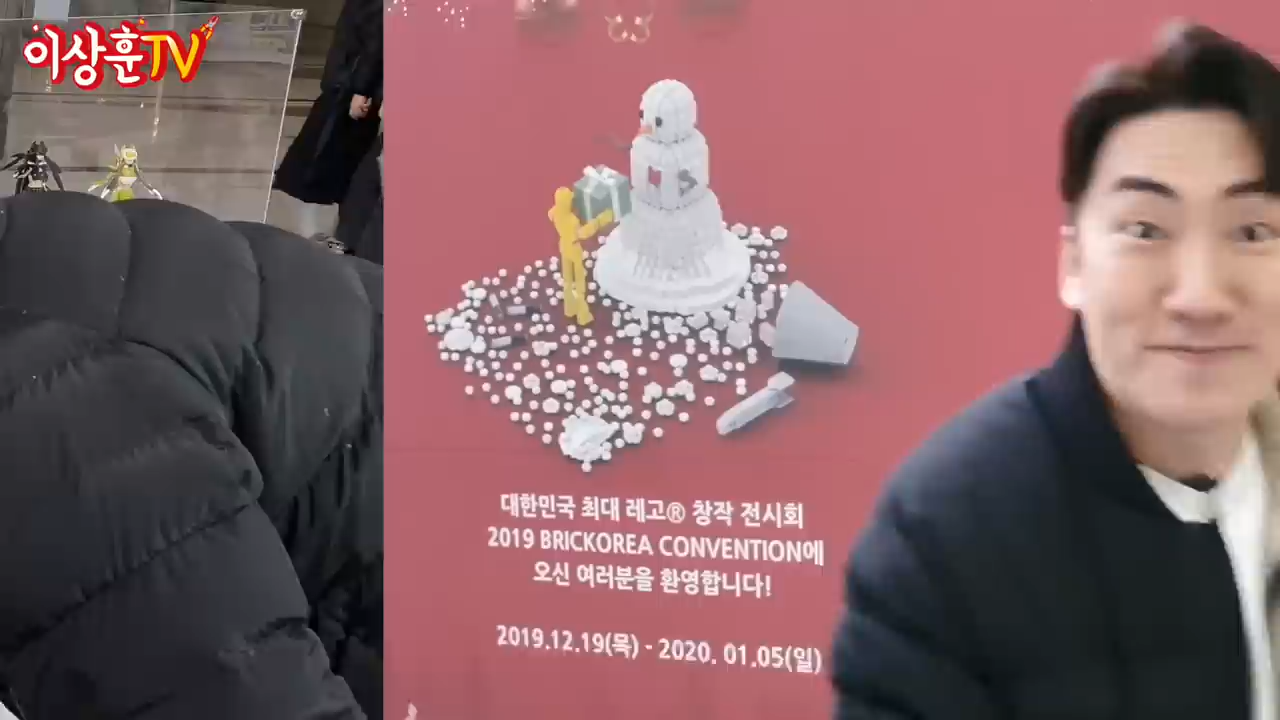 이상훈TV
대한민국 최대 레고® 창작 전시회
2019 BRICKOREA CONVENTION에
오신 여러분을 환영합니다!
2019.12.19(목) - 2020. 01.05(일)